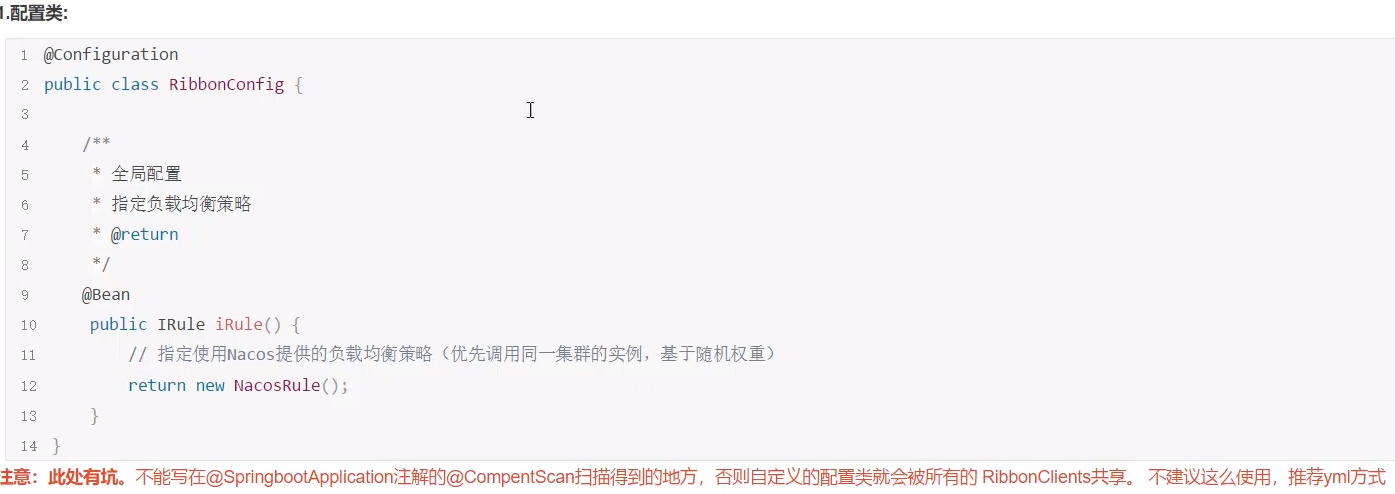 1.配置类:
1 @Configuration
2 public class RibbonConfig {
3
4 /**
5 * 全局配置
6 * 指定负载均衡策略
7 * @return
8 */
9 @Bean
10 public IRule iRule() {
11 // 指定使用Nacos提供的负载均衡策略（优先调用同一集群的实例，基于随机权重）
12 return new NacosRule();
13 }
14 }
注意：此处有坑。不能写在@SpringbootApplication注解的@CompentScan扫描得到的地方，否则自定义的配置类就会被所有的 RibbonClients共享。 不建议这么使用，推荐yml方式